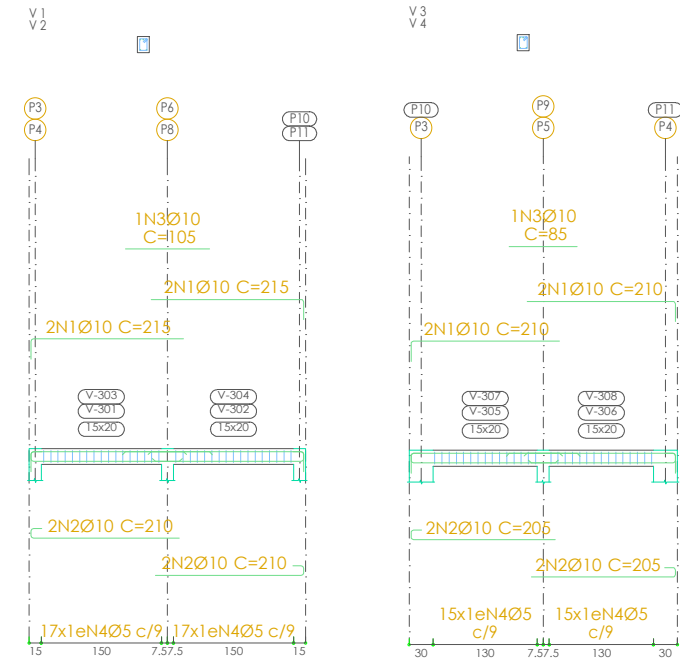 V 1
V 2
P3
P4
P6
P8
P10
P11
1N3Ø10
C=105
2N1Ø10 C=215
2N1Ø10 C=215
V-303
V-301
15x20
V-304
V-302
15x20
2N2Ø10 C=210
2N2Ø10 C=210
17x1eN4Ø5 c/9
17x1eN4Ø5 c/9
15
150
7.5
7.5
150
15
V 3
V 4
P10
P3
P9
P5
P11
P4
1N3Ø10
C=85
2N1Ø10 C=210
2N1Ø10 C=210
V-307
V-305
15x20
V-308
V-306
15x20
2N2Ø10 C=205
2N2Ø10 C=205
15x1eN4Ø5
c/9
15x1eN4Ø5
c/9
30
130
7.5
7.5
130
30